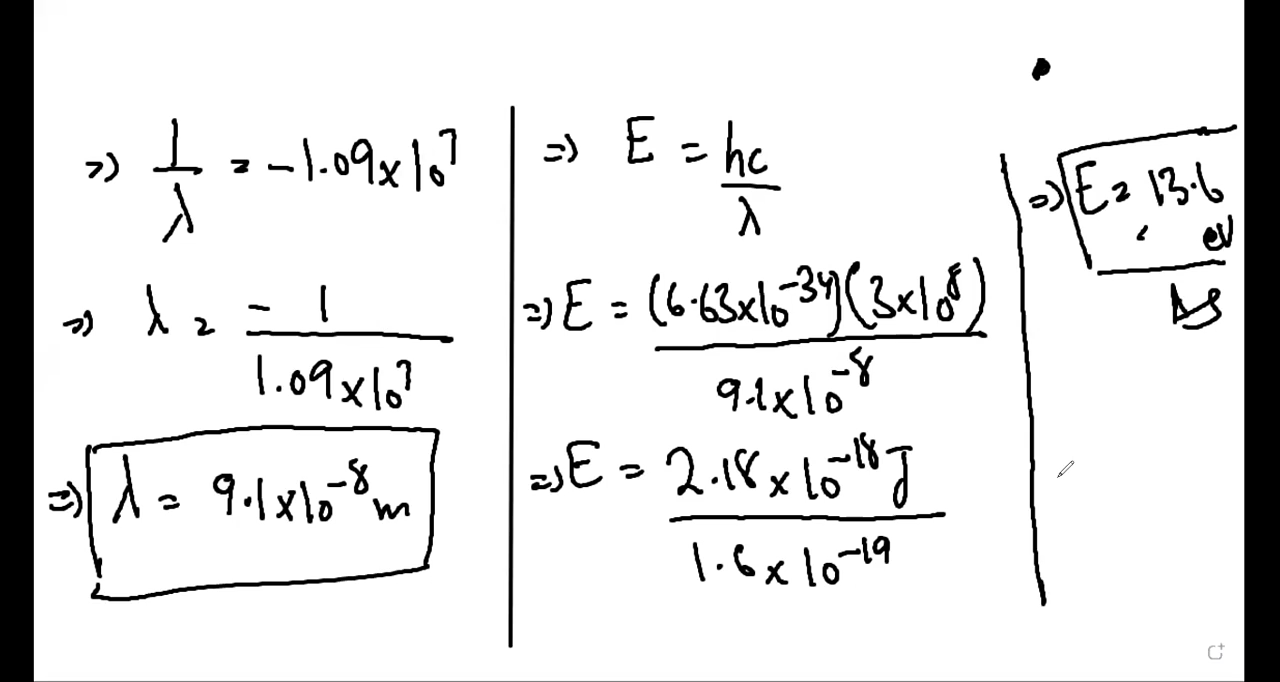 => 1/λ = -1.09x10^7
=> λ = -1/1.09x10^7
=> λ = 9.1x10^-8 m
=> E = hc/λ
=> E = (6.63x10^-34)(3x10^8)/9.1x10^-8
=> E = 2.18x10^-18 J/1.6x10^-19
=> E = 13.6
eV